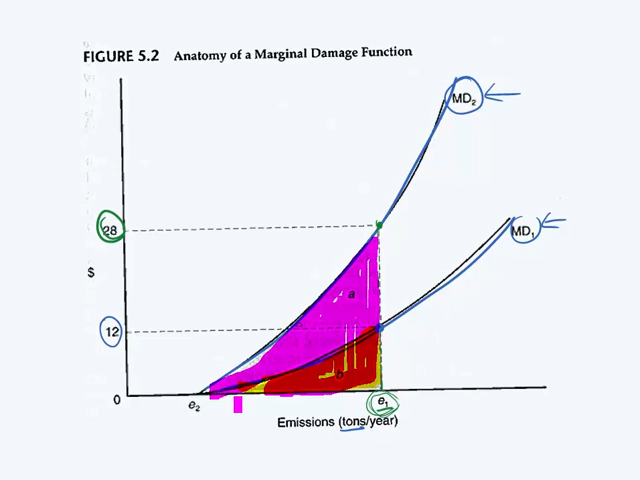 FIGURE 5.2 Anatomy of a Marginal Damage Function
MD₂
28
MD₁
$
a
12
b
0
e₂
e₁
Emissions (tons/year)